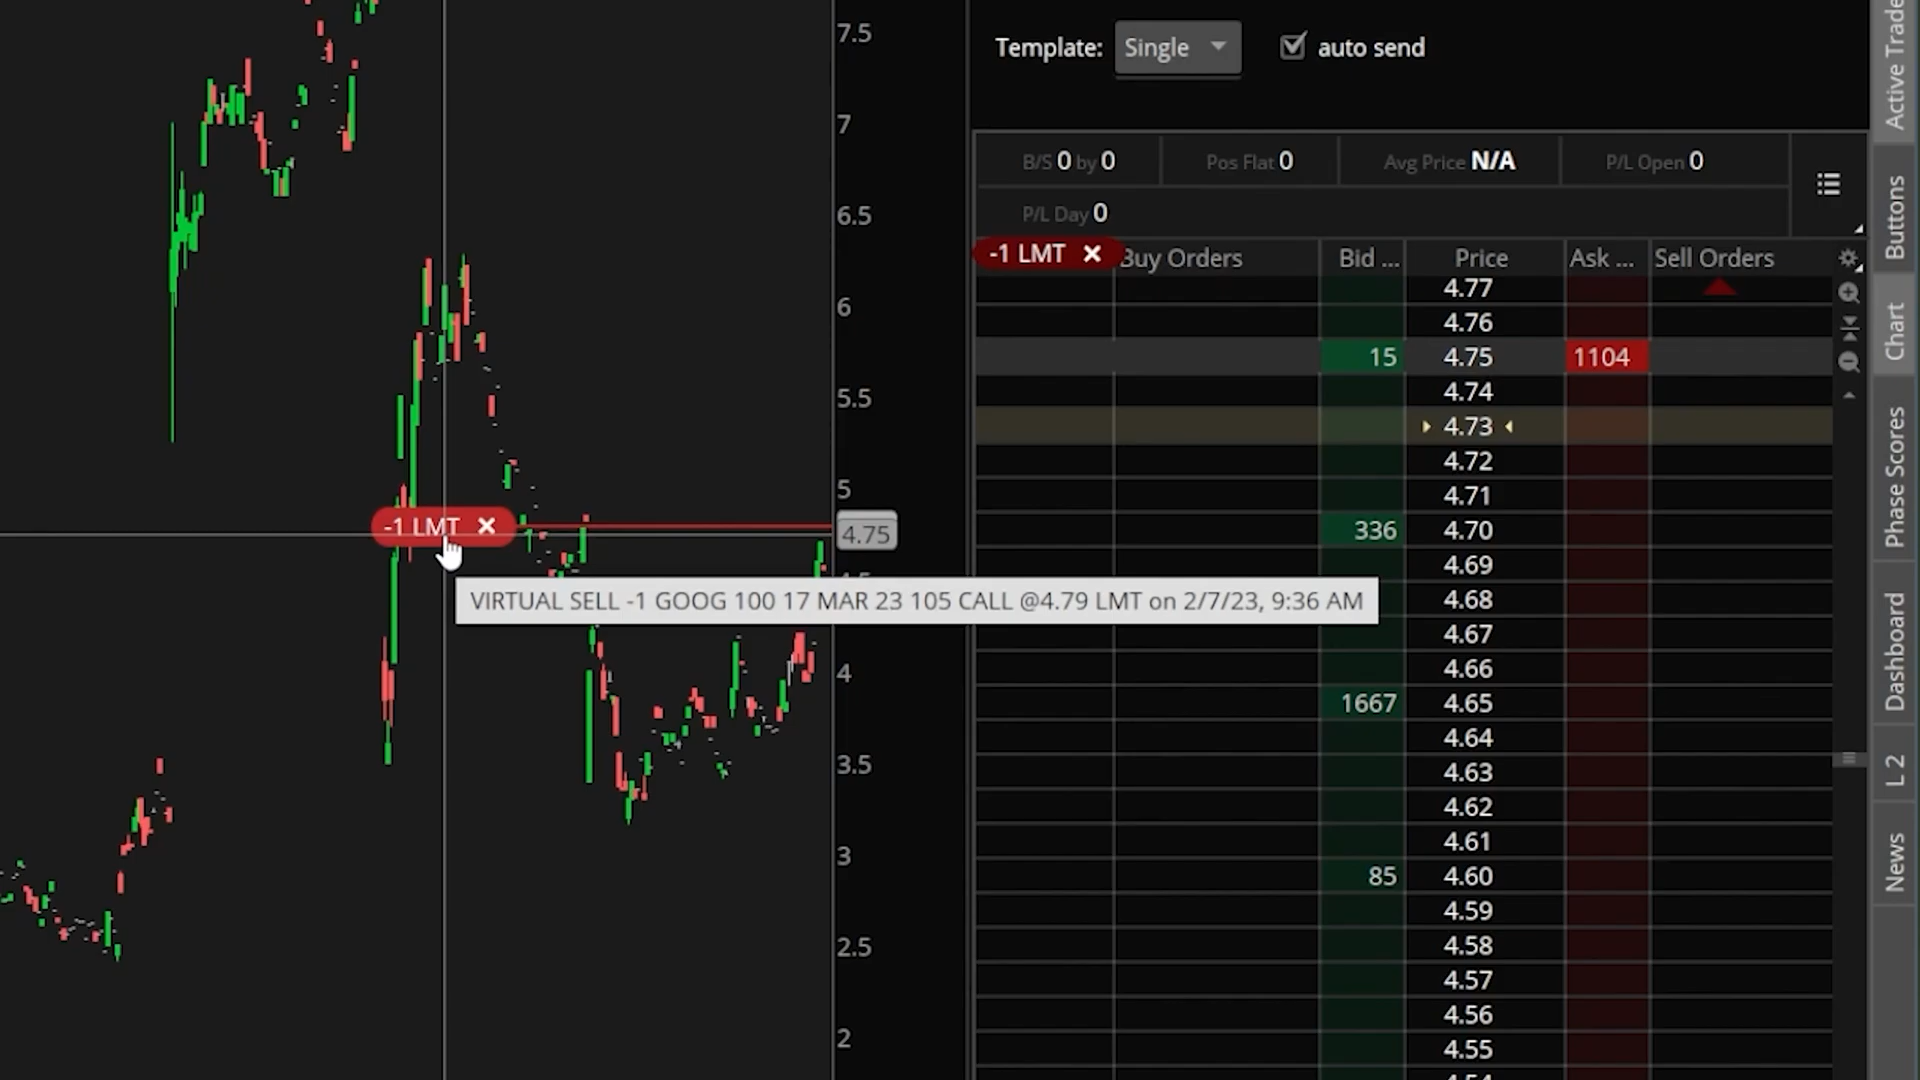 Template: Single auto send
B/S 0 by 0 Pos Flat 0 Avg Price N/A P/L Open 0
P/L Day 0
-1 LMT Buy Orders Bid ... Price Ask ... Sell Orders
4.77
4.76
15 4.75 1104
4.74
4.73
4.72
4.71
336 4.70
4.69
4.68
4.67
4.66
1667 4.65
4.64
4.63
4.62
4.61
85 4.60
4.59
4.58
4.57
4.56
4.55
7.5
7
6.5
6
5.5
5
4.75
4
3.5
3
2.5
2
-1 LMT
VIRTUAL SELL -1 GOOG 100 17 MAR 23 105 CALL @4.79 LMT on 2/7/23, 9:36 AM
Active Trade
Buttons
Chart
Phase Scores
Dashboard
L 2
News